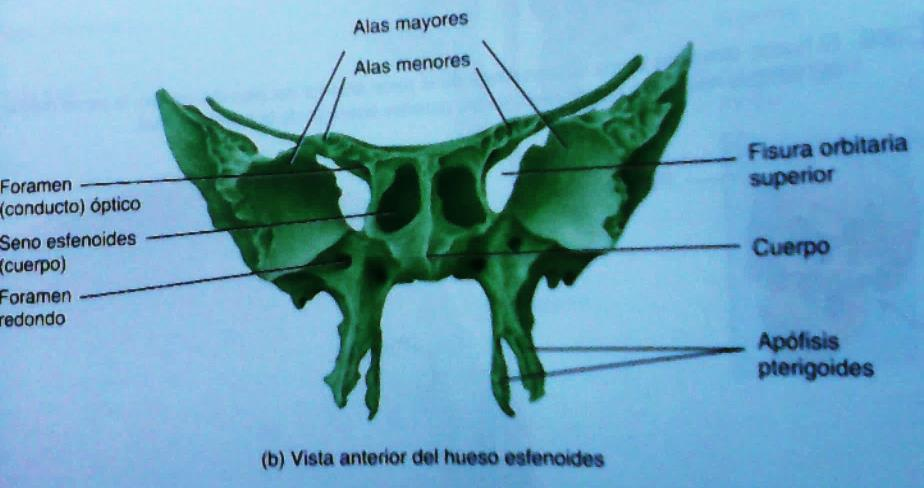 Alas mayores
Alas menores
Foramen
(conducto) óptico
Seno esfenoides
(cuerpo)
Foramen
redondo
Fisura orbitaria
superior
Cuerpo
Apófisis
pterigoides
(b) Vista anterior del hueso esfenoides